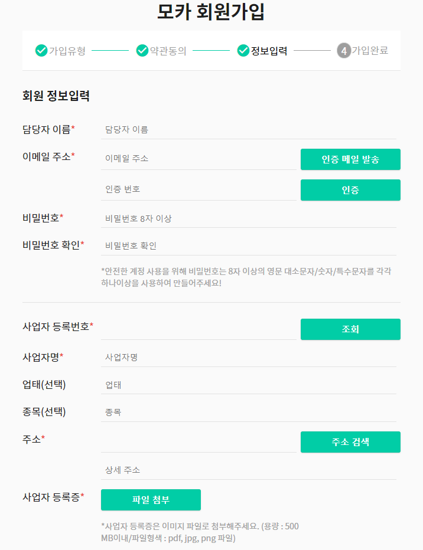 모카 회원가입
가입유형 약관동의 정보입력 4 가입완료
회원 정보입력
담당자 이름* 담당자 이름
이메일 주소* 이메일 주소 인증 메일 발송
인증 번호 인증
비밀번호* 비밀번호 8자 이상
비밀번호 확인* 비밀번호 확인
*안전한 계정 사용을 위해 비밀번호는 8자 이상의 영문 대소문자/숫자/특수문자를 각각
하나이상을 사용하여 만들어주세요!
사업자 등록번호* 조회
사업자명* 사업자명
업태(선택) 업태
종목(선택) 종목
주소* 주소 검색
상세 주소
사업자 등록증* 파일 첨부
*사업자 등록증은 이미지 파일로 첨부해주세요. (용량 : 500
MB이내/파일형색 : pdf, jpg, png 파일)